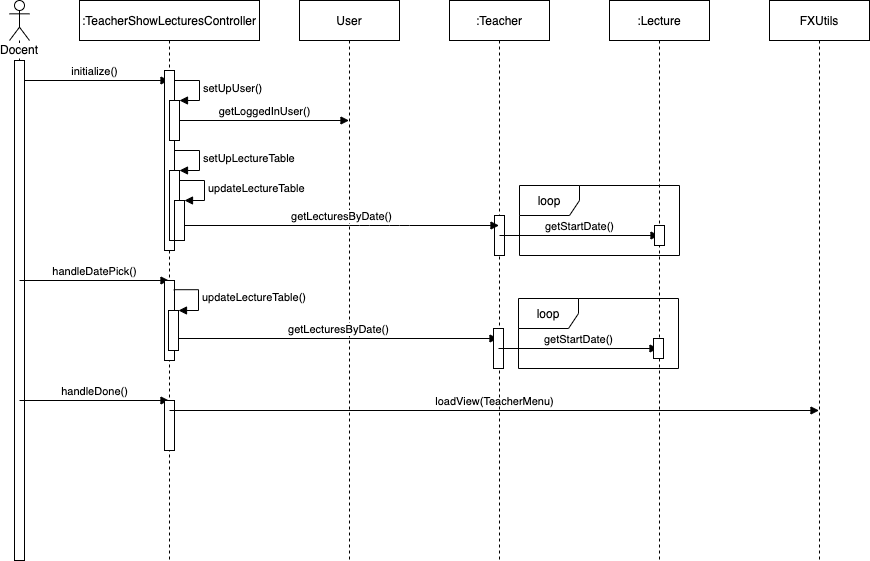 :TeacherShowLecturesController
User
:Teacher
:Lecture
FXUtils
Docent
initialize()
setUpUser()
getLoggedInUser()
setUpLectureTable
updateLectureTable
loop
getLecturesByDate()
getStartDate()
handleDatePick()
updateLectureTable()
loop
getLecturesByDate()
getStartDate()
handleDone()
loadView(TeacherMenu)